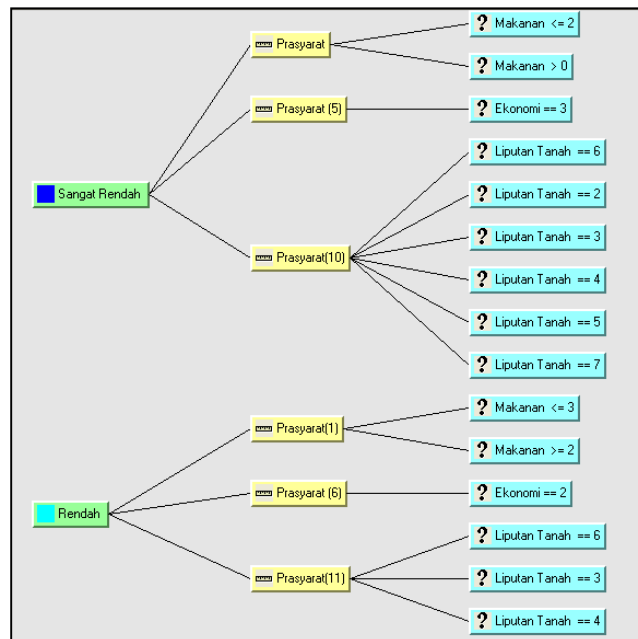 Makanan <= 2
Prasyarat
Makanan > 0
Prasyarat (5)
Ekonomi == 3
Liputan Tanah == 6
Sangat Rendah
Liputan Tanah == 2
Liputan Tanah == 3
Prasyarat(10)
Liputan Tanah == 4
Liputan Tanah == 5
Liputan Tanah == 7
Makanan <= 3
Prasyarat(1)
Makanan >= 2
Prasyarat (6)
Ekonomi == 2
Rendah
Liputan Tanah == 6
Prasyarat(11)
Liputan Tanah == 3
Liputan Tanah == 4